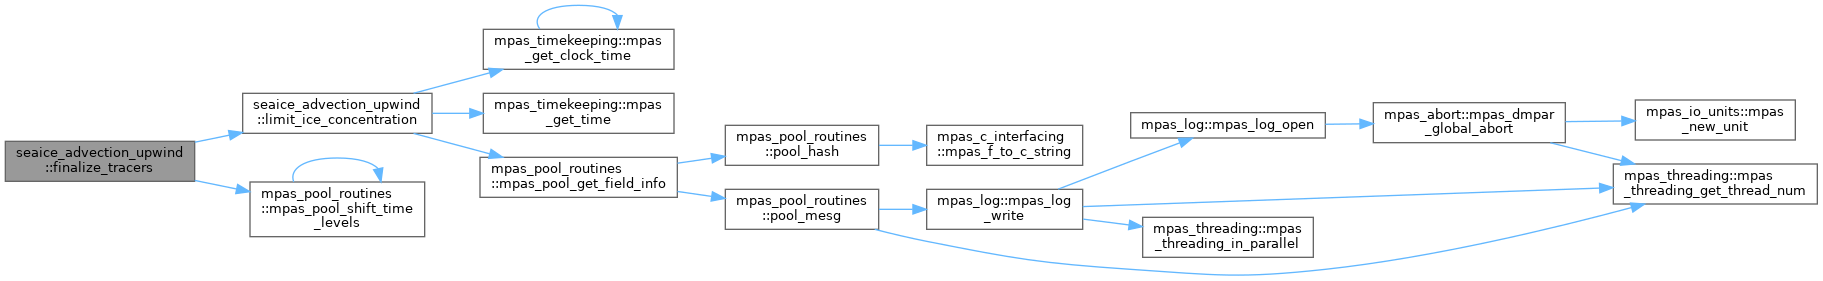 seaice_advection_upwind
::finalize_tracers
seaice_advection_upwind
::limit_ice_concentration
mpas_pool_routines
::mpas_pool_shift_time
_levels
mpas_timekeeping::mpas
_get_clock_time
mpas_timekeeping::mpas
_get_time
mpas_pool_routines
::mpas_pool_get_field_info
mpas_pool_routines
::pool_hash
mpas_pool_routines
::pool_mesg
mpas_c_interfacing
::mpas_f_to_c_string
mpas_log::mpas_log
_write
mpas_log::mpas_log_open
mpas_threading::mpas
_threading_in_parallel
mpas_abort::mpas_dmpar
_global_abort
mpas_io_units::mpas
_new_unit
mpas_threading::mpas
_threading_get_thread_num